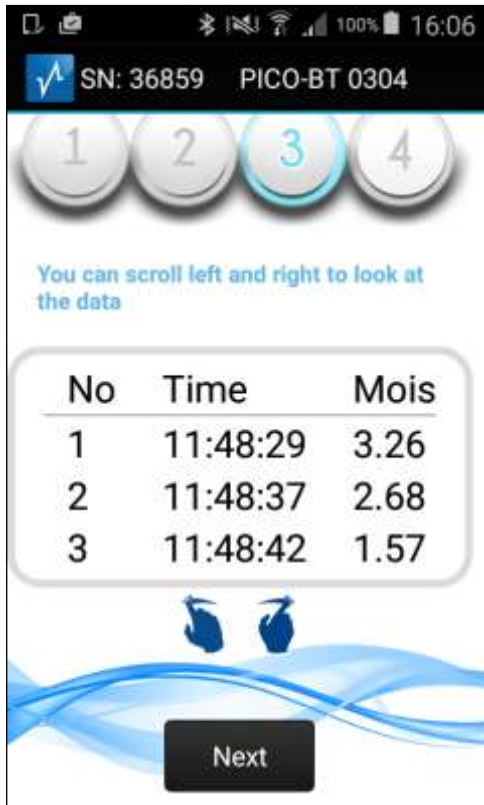 100% 16:06
SN: 36859 PICO-BT 0304
1 2 3 4
You can scroll left and right to look at
the data
No Time Mois
1 11:48:29 3.26
2 11:48:37 2.68
3 11:48:42 1.57
Next